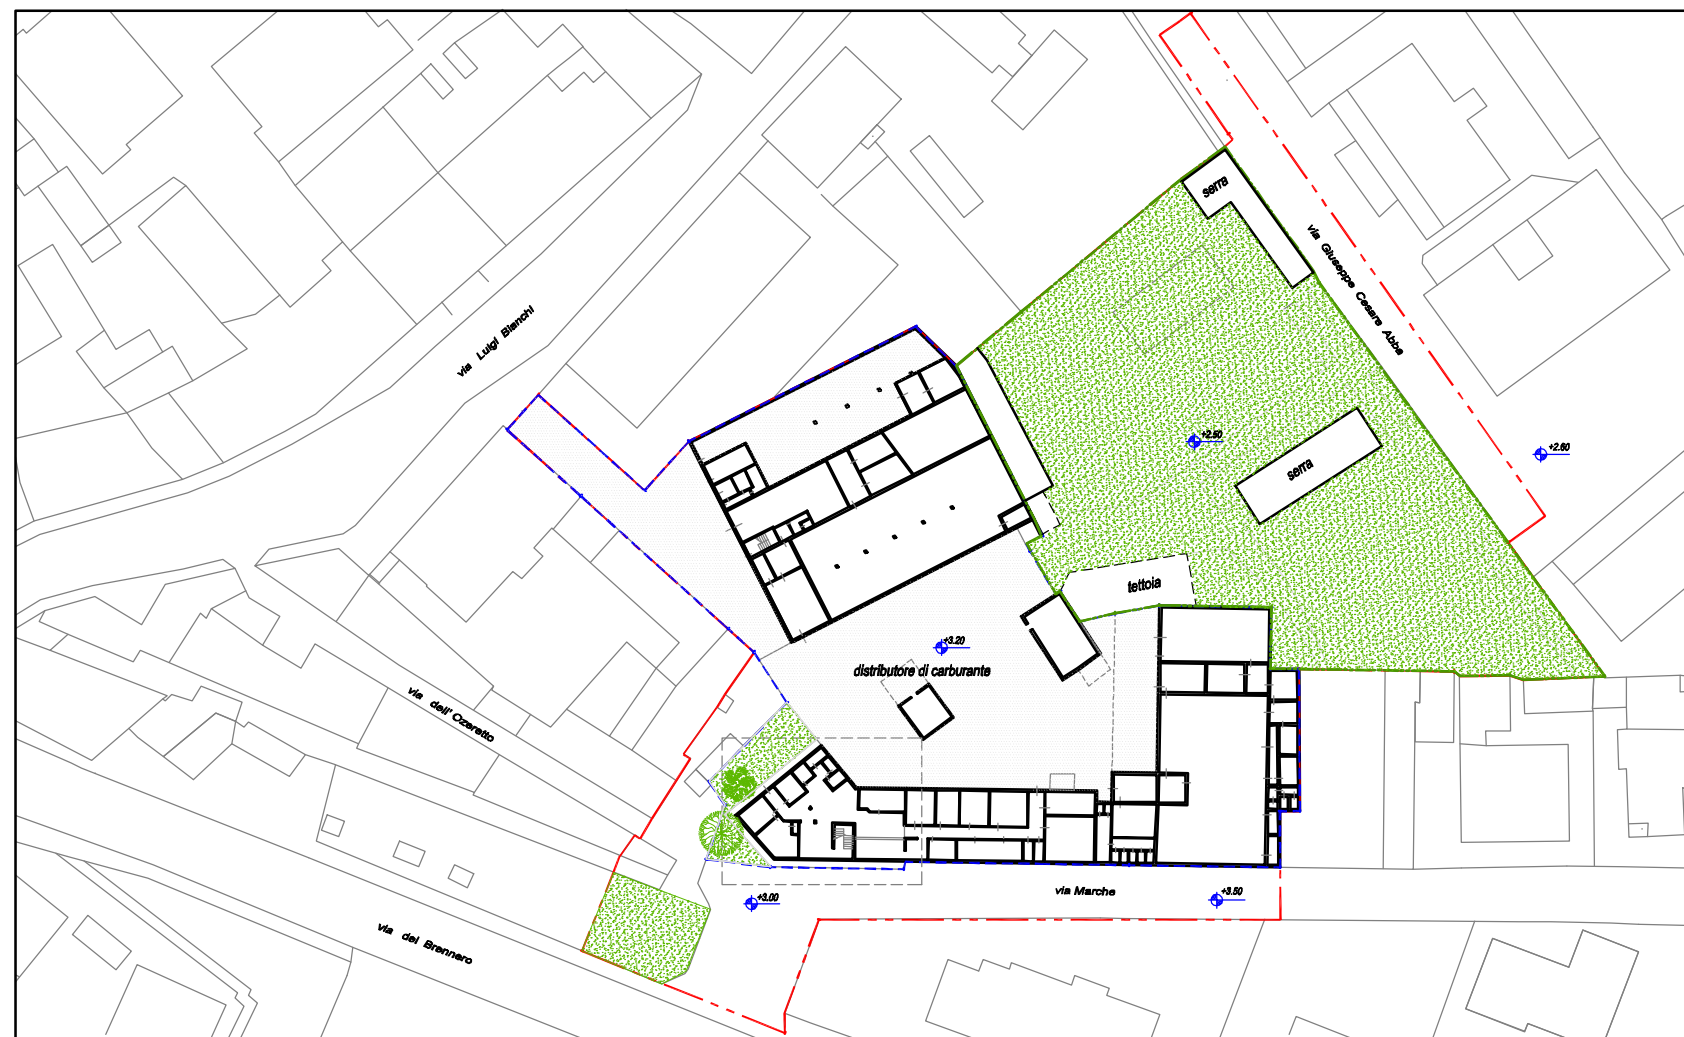 serra
via Giuseppe Cesare Abba
via Luigi Bianchi
+2.50
+2.60
serra
tettoia
+3.20
distributore di carburante
via dell' Ozeretto
via Marche
+3.00
+3.50
via del Brennero